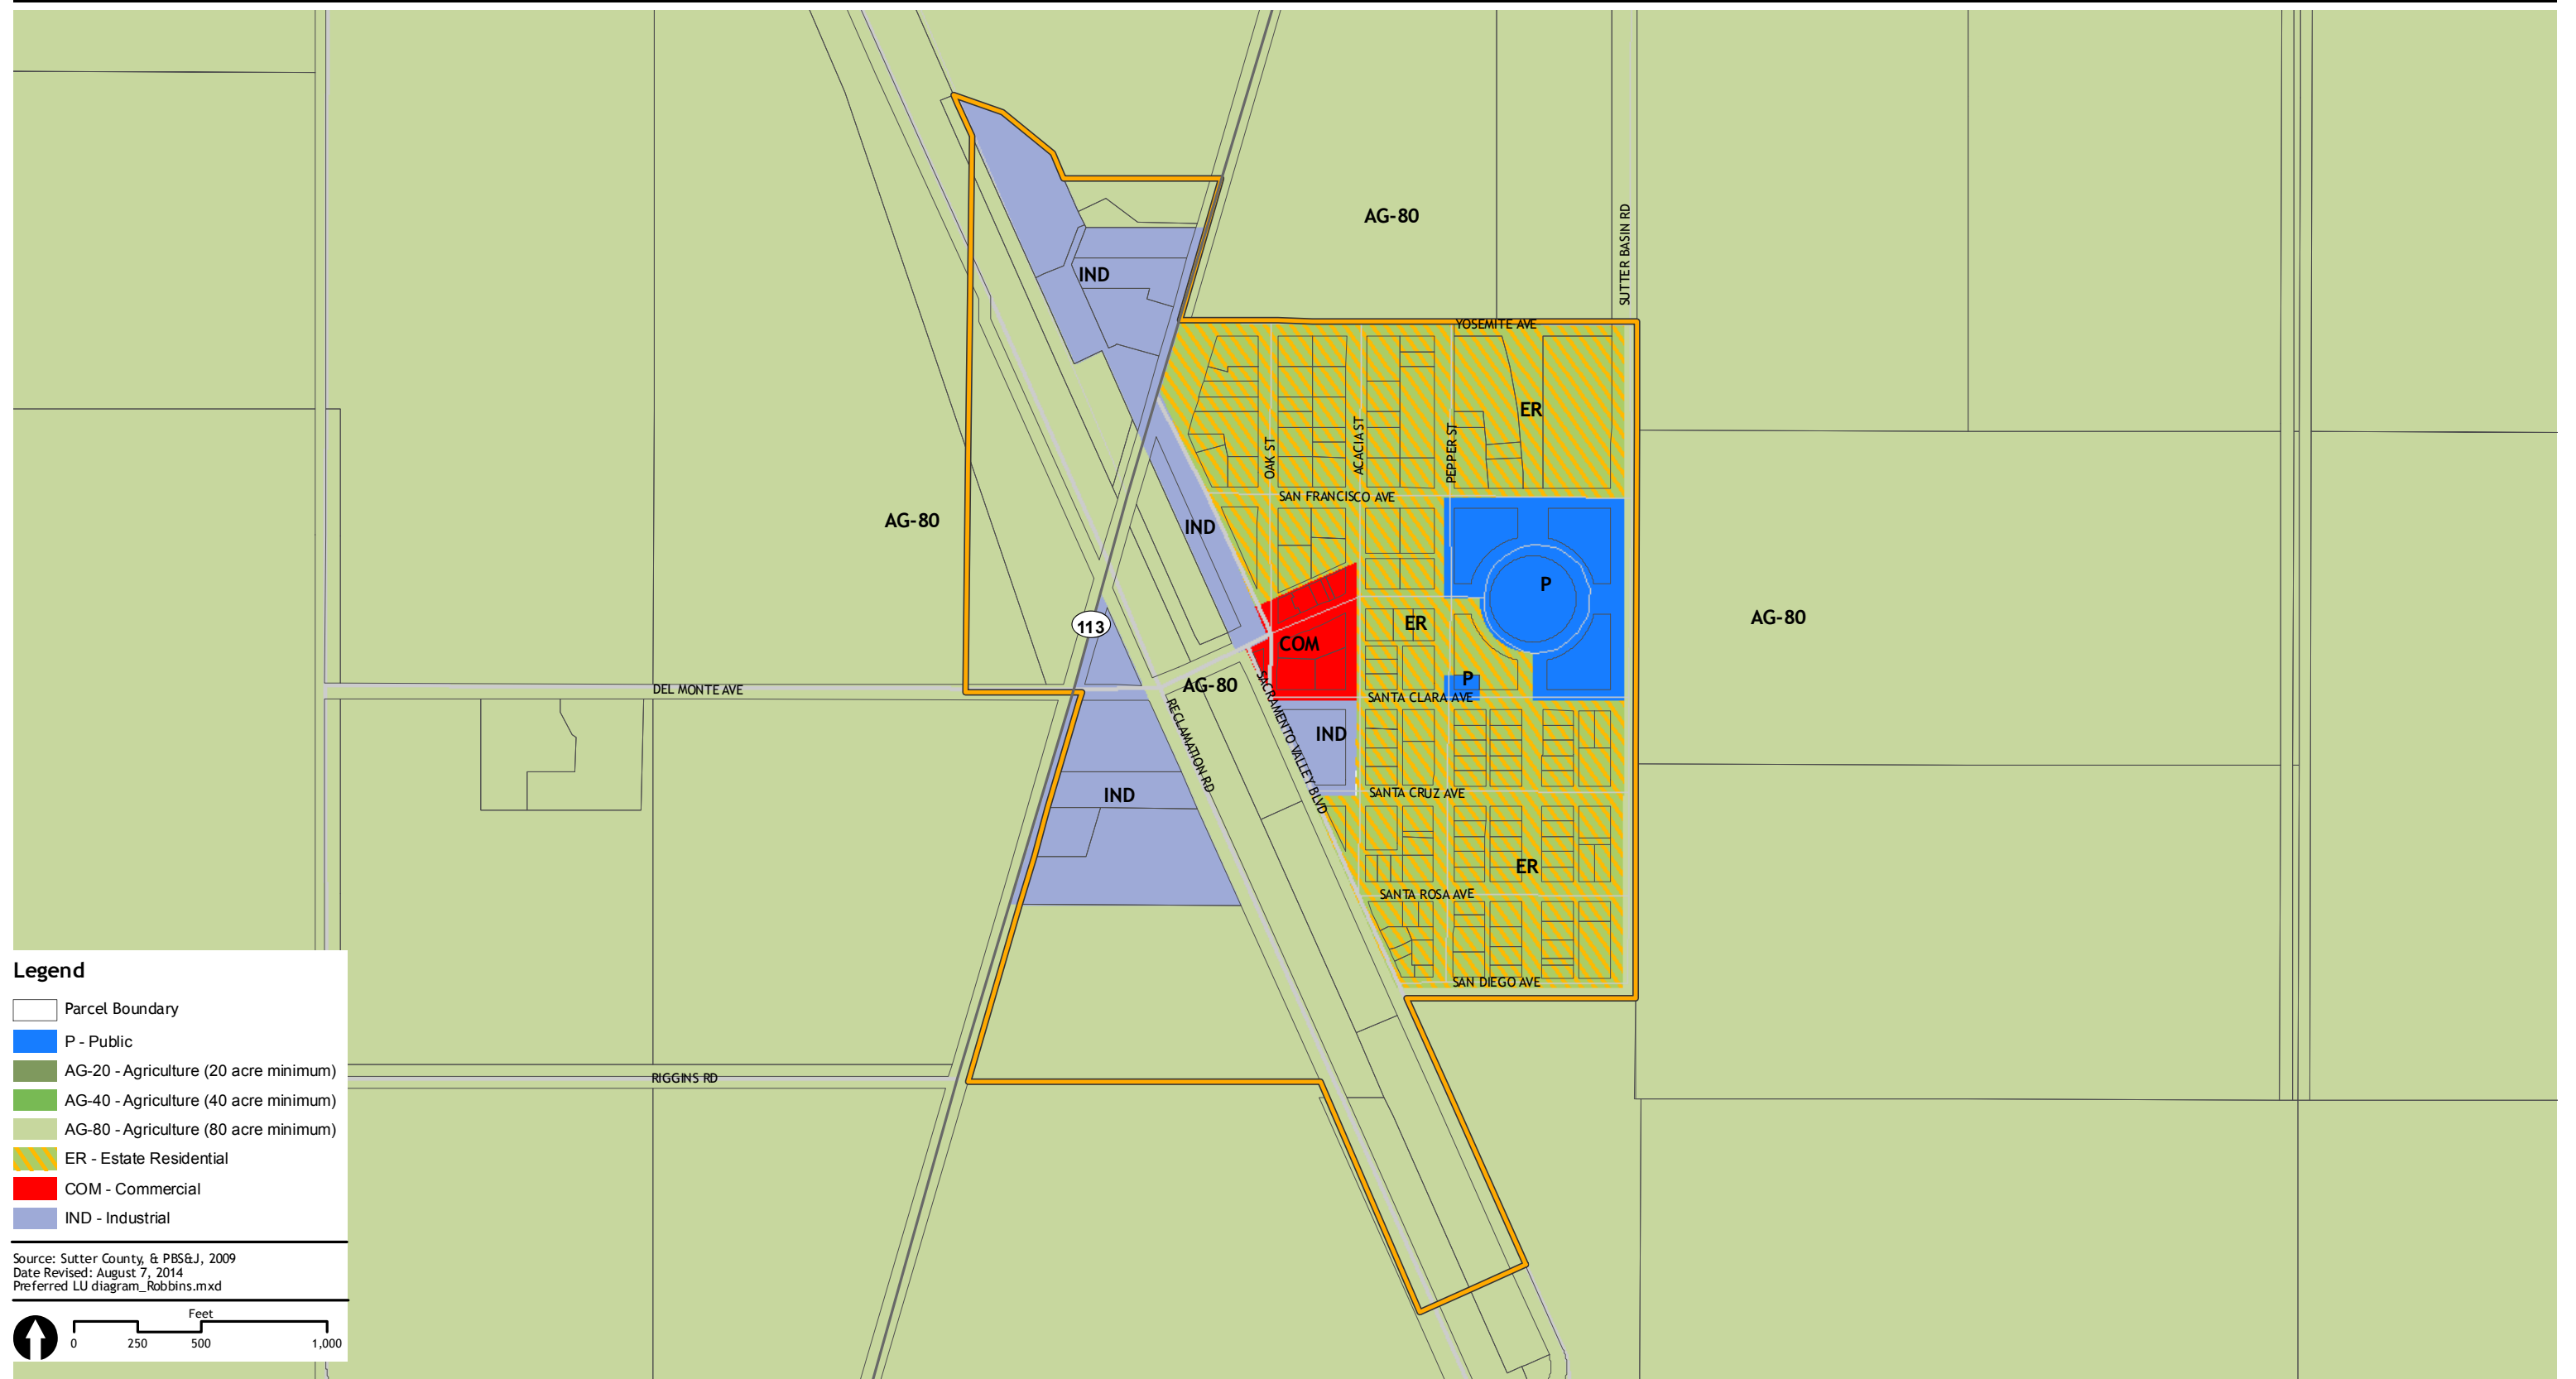 AG-80
SUTTER BASIN RD
IND
YOSEMITE AVE
ER
OAK ST
ACACIA ST
PEPPER ST
SAN FRANCISCO AVE
AG-80
IND
P
113
ER
AG-80
COM
P
AG-80
DEL MONTE AVE
SANTA CLARA AVE
RECLAMATION RD
SACRAMENTO VALLEY BLVD
IND
IND
SANTA CRUZ AVE
ER
SANTA ROSA AVE
SAN DIEGO AVE
RIGGINS RD
Legend
Parcel Boundary
P - Public
AG-20 - Agriculture (20 acre minimum)
AG-40 - Agriculture (40 acre minimum)
AG-80 - Agriculture (80 acre minimum)
ER - Estate Residential
COM - Commercial
IND - Industrial
Source: Sutter County, & PBS&J, 2009
Date Revised: August 7, 2014
Preferred LU diagram_Robbins.mxd
Feet
0 250 500 1,000